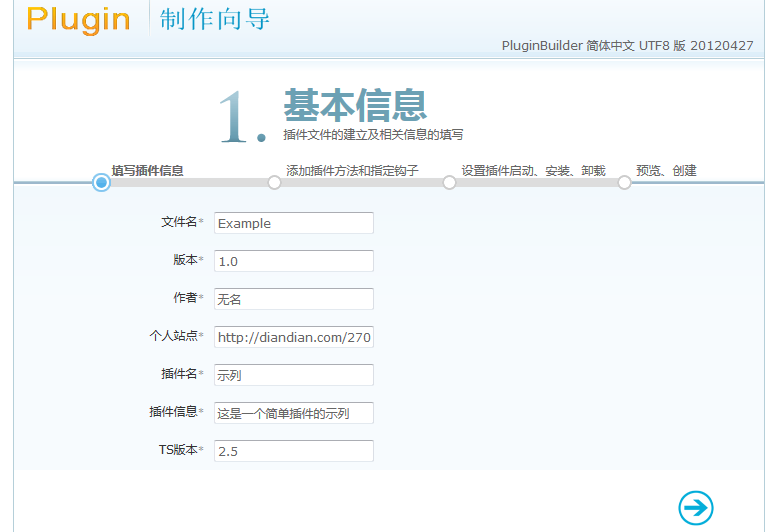 Plugin 制作向导
PluginBuilder 简体中文 UTF8 版 20120427
1. 基本信息
插件文件的建立及相关信息的填写
填写插件信息 添加插件方法和指定钩子 设置插件启动、安装、卸载 预览、创建
文件名* Example
版本* 1.0
作者* 无名
个人站点* http://diandian.com/270
插件名* 示列
插件信息* 这是一个简单插件的示列
TS版本* 2.5